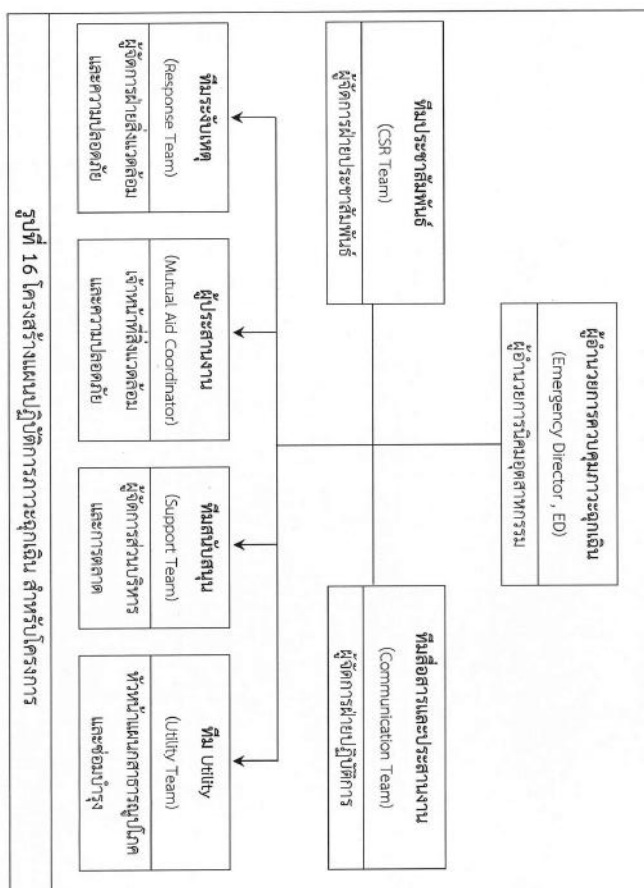 ผู้อำนวยการควบคุมภาวะฉุกเฉิน
(Emergency Director , ED)
ผู้อำนวยการนิคมอุตสาหกรรม
ทีมประชาสัมพันธ์
(CSR Team)
ผู้จัดการฝ่ายประชาสัมพันธ์
ทีมสื่อสารและประสานงาน
(Communication Team)
ผู้จัดการฝ่ายปฏิบัติการ
ทีมระงับเหตุ
(Response Team)
ผู้จัดการฝ่ายสิ่งแวดล้อม
และความปลอดภัย
ผู้ประสานงาน
(Mutual Aid Coordinator)
เจ้าหน้าที่สิ่งแวดล้อม
และความปลอดภัย
ทีมสนับสนุน
(Support Team)
ผู้จัดการส่วนบริหาร
และการตลาด
ทีม Utility
(Utility Team)
หัวหน้าแผนกสาธารณูปโภค
และซ่อมบำรุง
รูปที่ 16 โครงสร้างแผนปฏิบัติการภาวะฉุกเฉิน สำหรับโครงการ